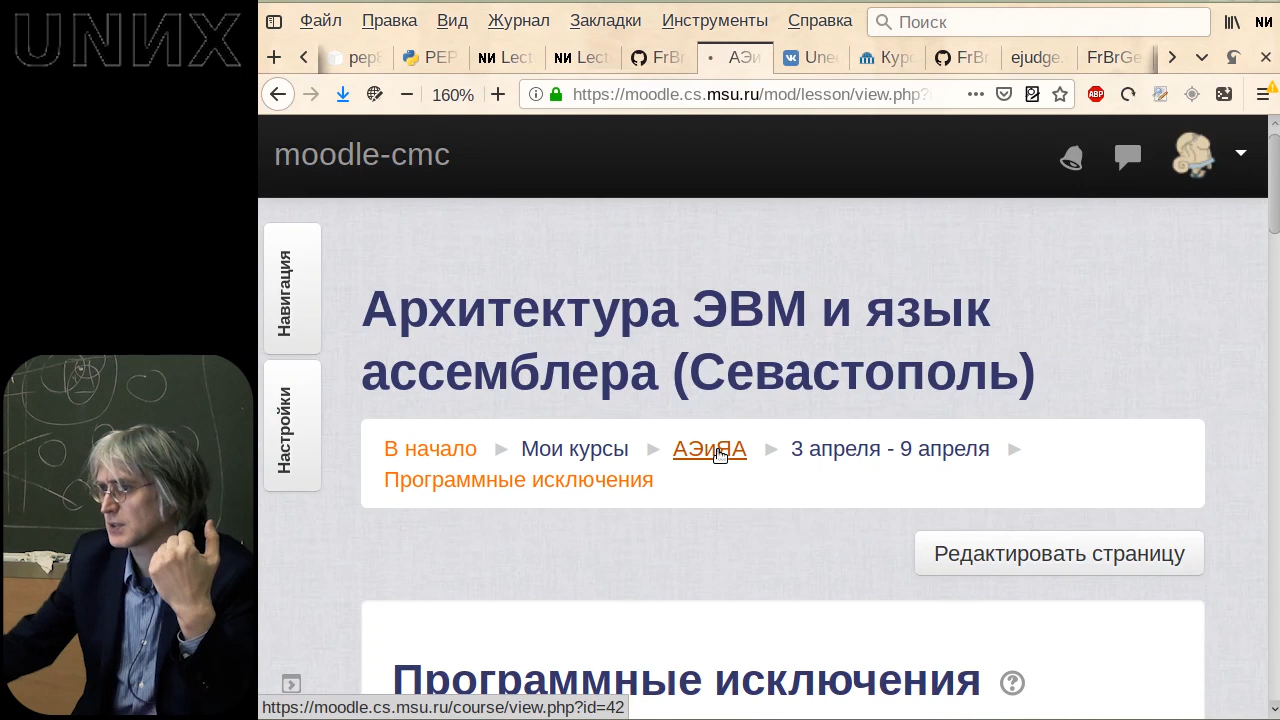 UNIX
Файл Правка Вид Журнал Закладки Инструменты Справка Поиск
pepE PEP Lect Lect FrBr АЭи Une Курс FrBr ejudge. FrBrGe
160% https://moodle.cs.msu.ru/mod/lesson/view.php?i ABP
moodle-cmc
Навигация
Настройки
Архитектура ЭВМ и язык
ассемблера (Севастополь)
В начало Мои курсы АЭиЯА 3 апреля - 9 апреля
Программные исключения
Редактировать страницу
Программные исключения
https://moodle.cs.msu.ru/course/view.php?id=42